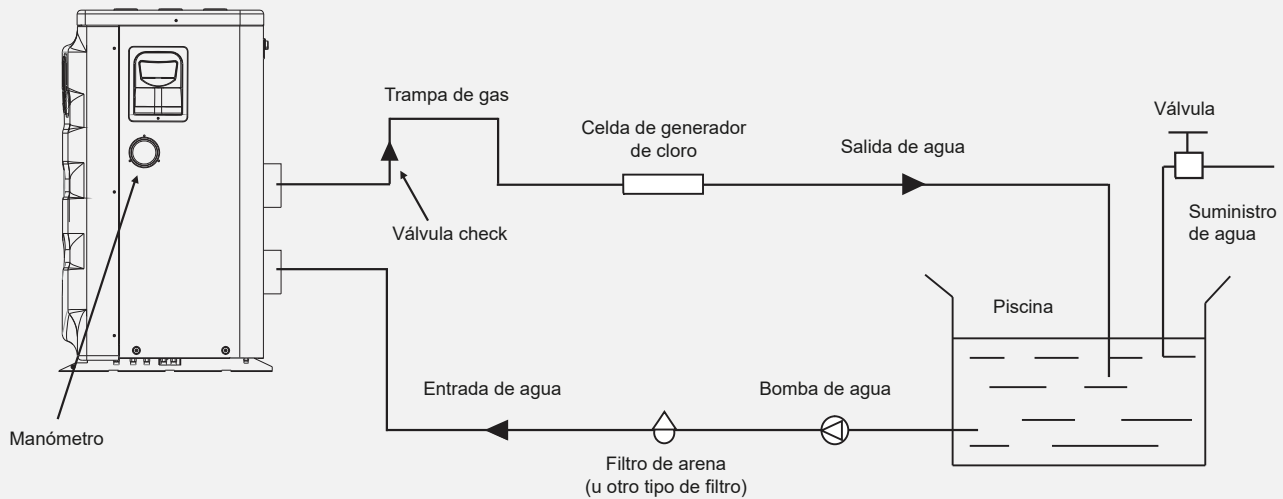 Trampa de gas
Celda de generador
de cloro
Salida de agua
Válvula
Válvula check
Suministro
de agua
Piscina
Entrada de agua
Bomba de agua
Manómetro
Filtro de arena
(u otro tipo de filtro)